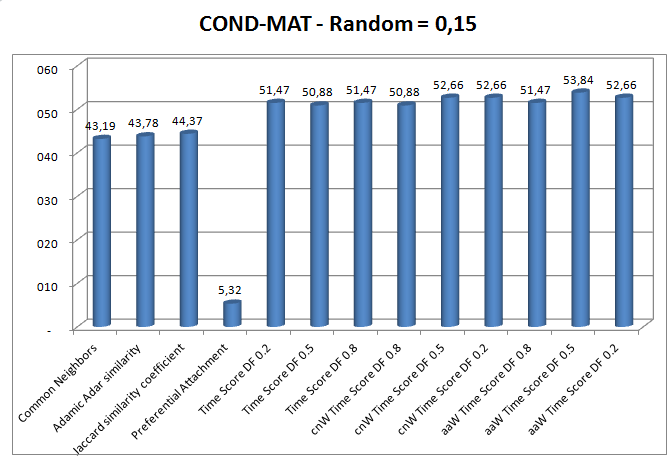 COND-MAT - Random = 0,15
060
050
040
030
020
010
-
43,19
43,78
44,37
5,32
51,47
50,88
51,47
50,88
52,66
52,66
51,47
53,84
52,66
Common Neighbors
Adamic Adar similarity
Jaccard similarity coefficient
Preferential Attachment
Time Score DF 0.2
Time Score DF 0.5
Time Score DF 0.8
cnW Time Score DF 0.8
cnW Time Score DF 0.5
cnW Time Score DF 0.2
aaW Time Score DF 0.8
aaW Time Score DF 0.5
aaW Time Score DF 0.2